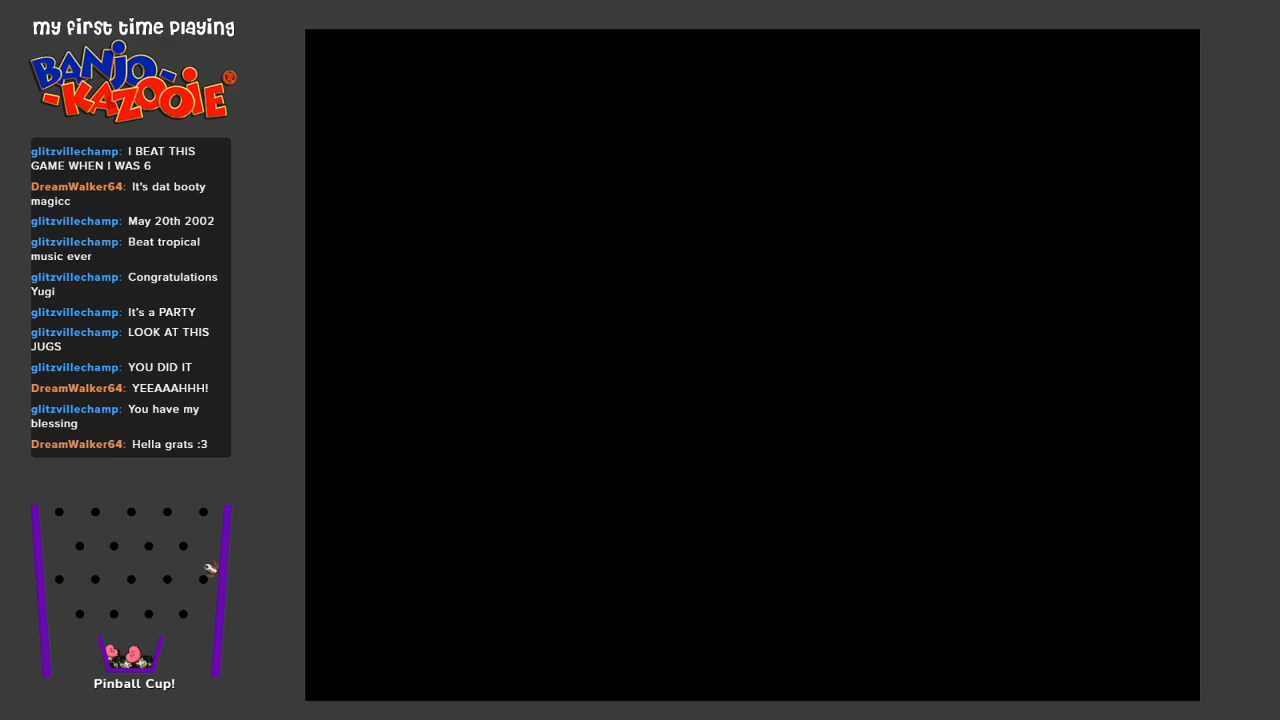 my first time playing
BANJO
-KAZOOIE
glitzvillechamp: I BEAT THIS
GAME WHEN I WAS 6
DreamWalker64: It's dat booty
magicc
glitzvillechamp: May 20th 2002
glitzvillechamp: Beat tropical
music ever
glitzvillechamp: Congratulations
Yugi
glitzvillechamp: It's a PARTY
glitzvillechamp: LOOK AT THIS
JUGS
glitzvillechamp: YOU DID IT
DreamWalker64: YEEAAAHHH!
glitzvillechamp: You have my
blessing
DreamWalker64: Hella grats :3
Pinball Cup!